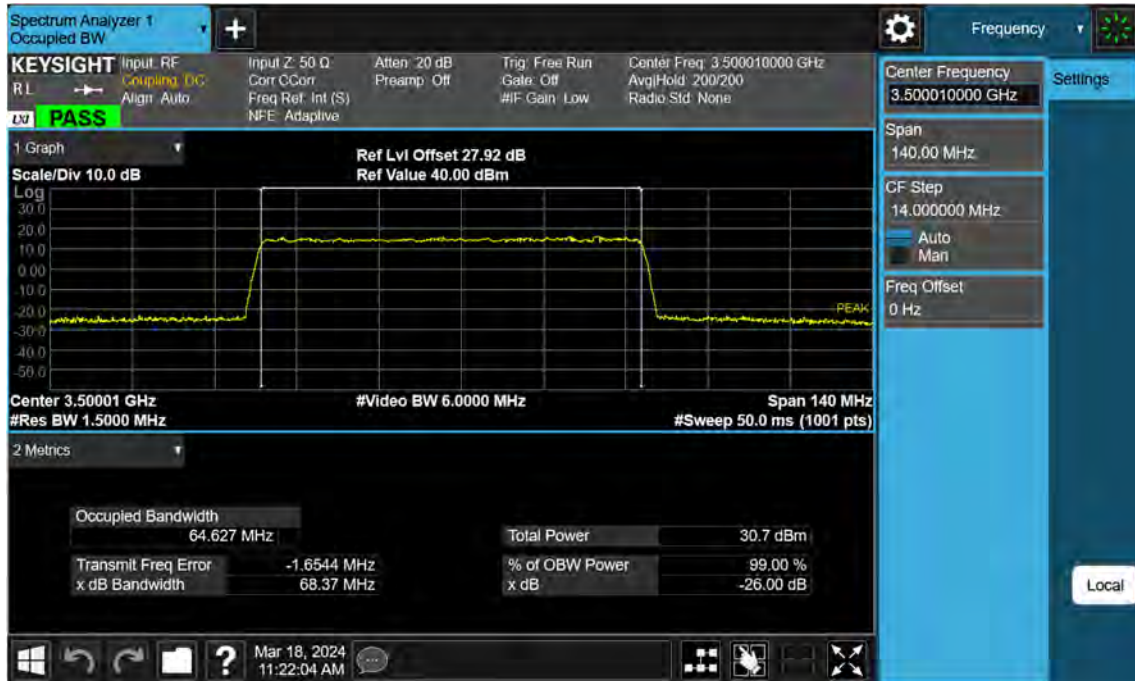 Spectrum Analyzer 1
Occupied BW
+
Frequency
KEYSIGHT
RL
LXI
PASS
Input: RF
Coupling: DC
Align: Auto
Input Z: 50 Ω
Corr CCorr
Freq Ref: Int (S)
NFE: Adaptive
Atten: 20 dB
Preamp: Off
Trig: Free Run
Gate: Off
#IF Gain: Low
Center Freq: 3.500010000 GHz
Avg|Hold: 200/200
Radio Std: None
Center Frequency
3.500010000 GHz
Settings
Span
140.00 MHz
CF Step
14.000000 MHz
Auto
Man
Freq Offset
0 Hz
1 Graph
Scale/Div 10.0 dB
Ref Lvl Offset 27.92 dB
Ref Value 40.00 dBm
Log
30.0
20.0
10.0
0.00
-10.0
-20.0
-30.0
-40.0
-50.0
PEAK
Center 3.50001 GHz
#Video BW 6.0000 MHz
Span 140 MHz
#Res BW 1.5000 MHz
#Sweep 50.0 ms (1001 pts)
2 Metrics
Occupied Bandwidth
64.627 MHz
Total Power 30.7 dBm
Transmit Freq Error -1.6544 MHz
% of OBW Power 99.00 %
x dB Bandwidth 68.37 MHz
x dB -26.00 dB
Local
?
Mar 18, 2024
11:22:04 AM